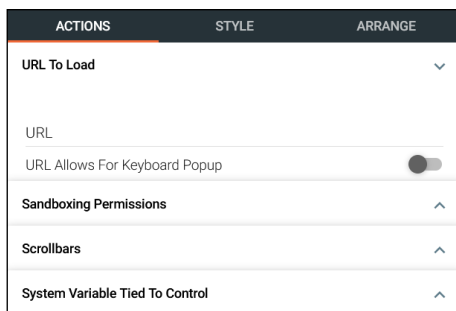 ACTIONS STYLE ARRANGE
URL To Load
URL
URL Allows For Keyboard Popup
Sandboxing Permissions
Scrollbars
System Variable Tied To Control